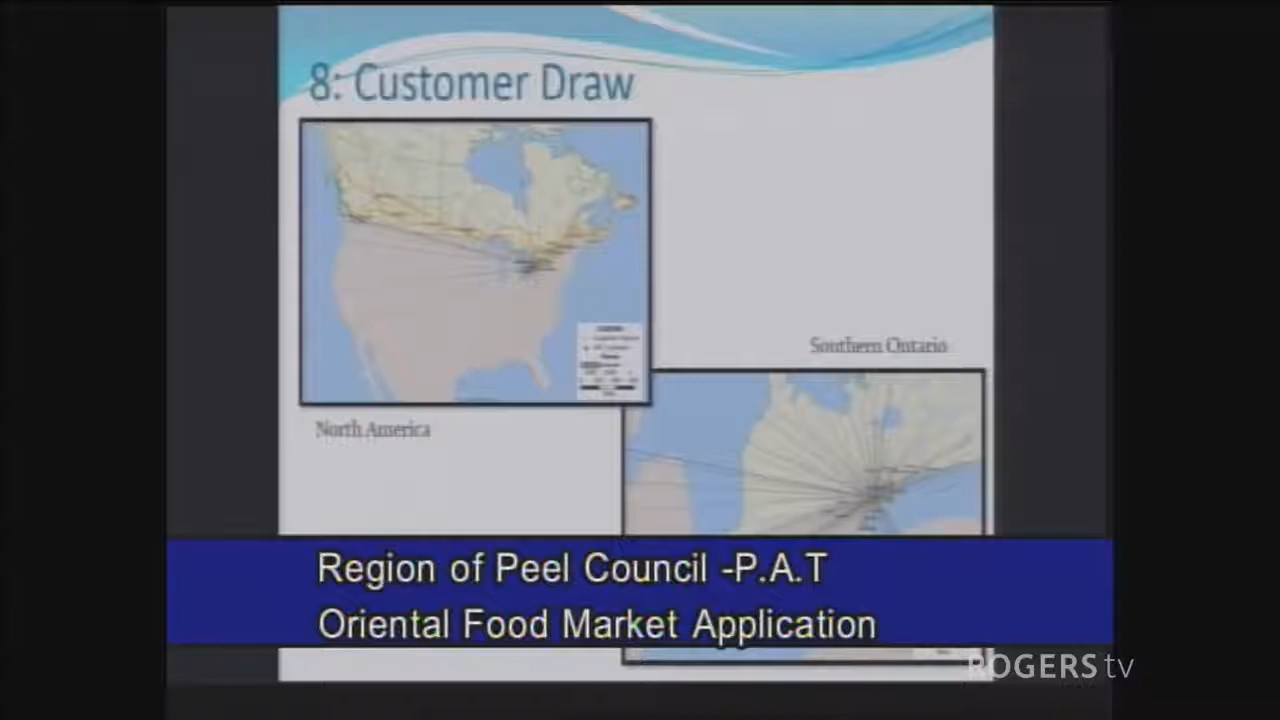 8: Customer Draw
Southern Ontario
North America
Region of Peel Council -P.A.T
Oriental Food Market Application
ROGERS tv